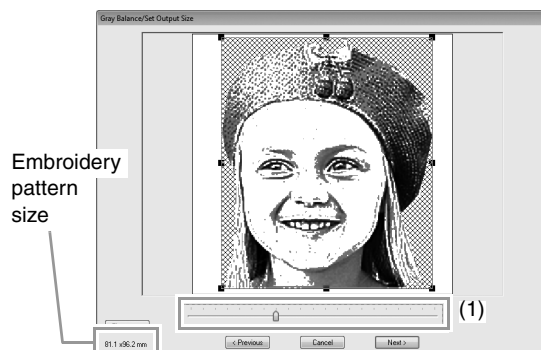 Gray Balance/Set Output Size
Embroidery
pattern
size
(1)
81.1 x96.2 mm
< Previous
Cancel
Next >